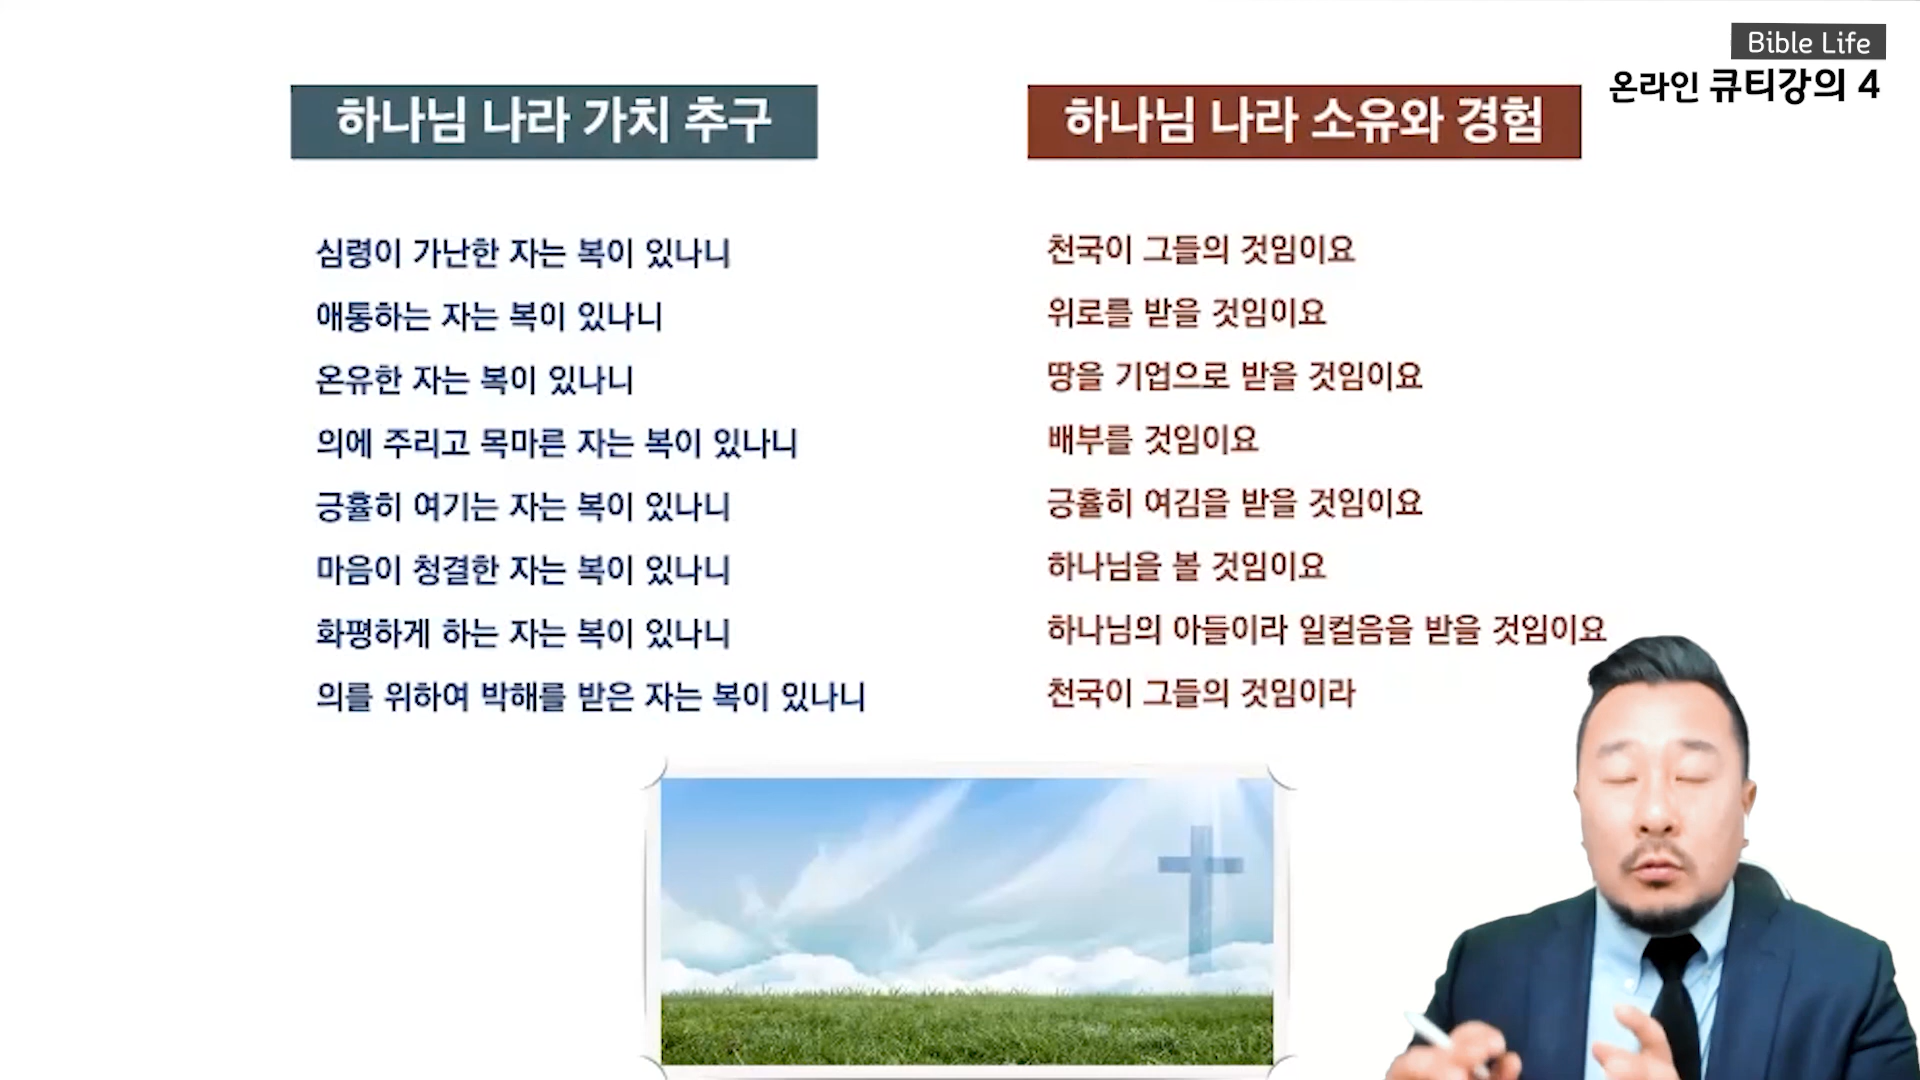 Bible Life
온라인 큐티강의 4
하나님 나라 가치 추구
심령이 가난한 자는 복이 있나니
애통하는 자는 복이 있나니
온유한 자는 복이 있나니
의에 주리고 목마른 자는 복이 있나니
긍휼히 여기는 자는 복이 있나니
마음이 청결한 자는 복이 있나니
화평하게 하는 자는 복이 있나니
의를 위하여 박해를 받은 자는 복이 있나니
하나님 나라 소유와 경험
천국이 그들의 것임이요
위로를 받을 것임이요
땅을 기업으로 받을 것임이요
배부를 것임이요
긍휼히 여김을 받을 것임이요
하나님을 볼 것임이요
하나님의 아들이라 일컬음을 받을 것임이요
천국이 그들의 것임이라